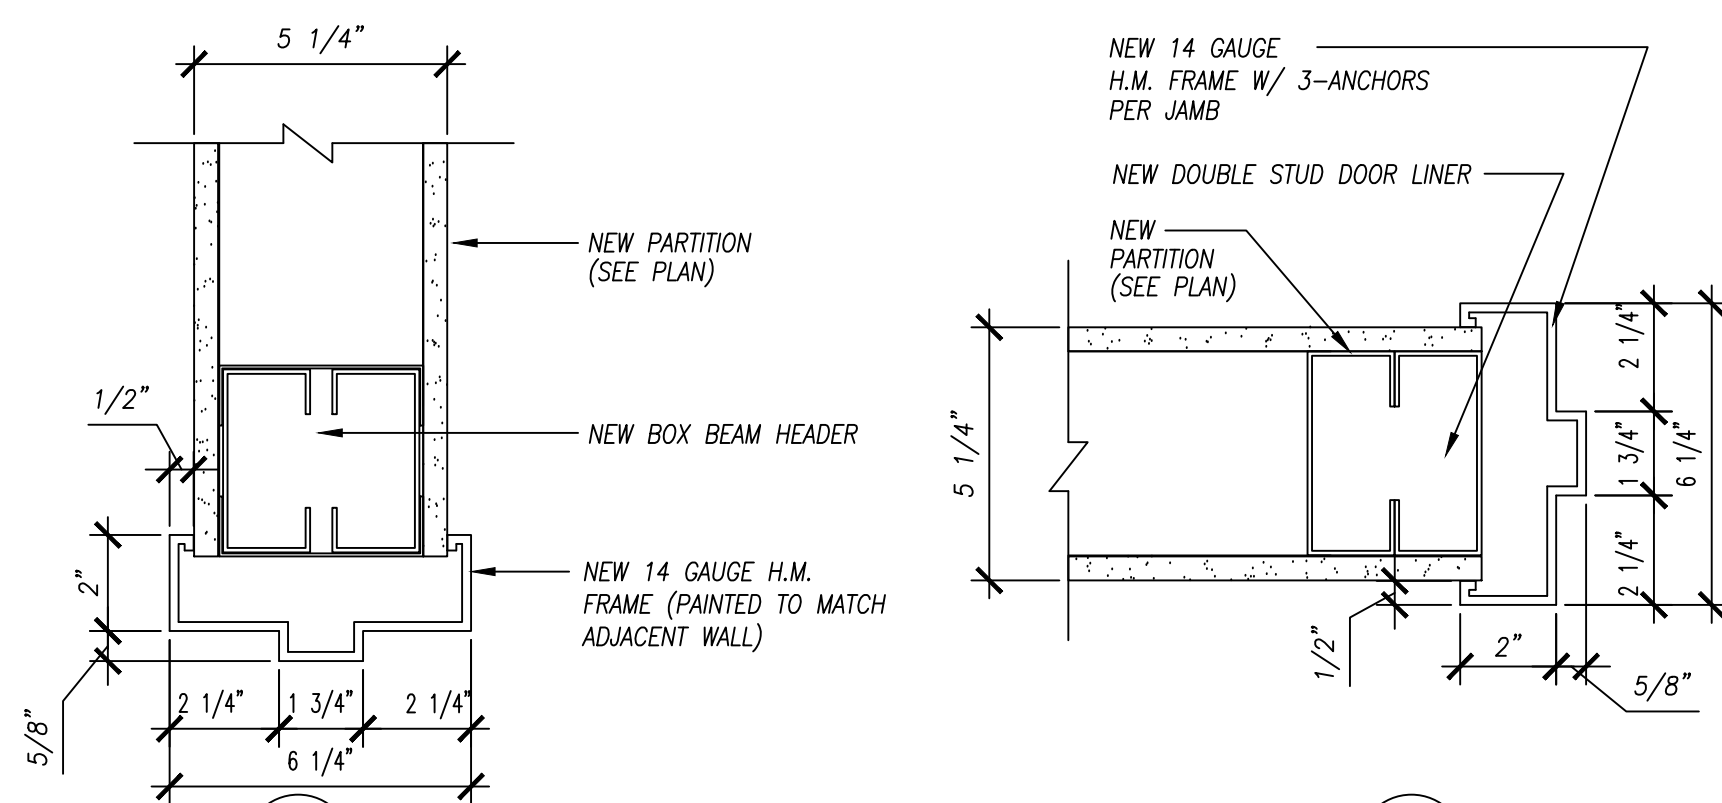 5 1/4"
NEW PARTITION
(SEE PLAN)
1/2"
NEW BOX BEAM HEADER
2"
NEW 14 GAUGE H.M.
FRAME (PAINTED TO MATCH
ADJACENT WALL)
5/8"
2 1/4"
1 3/4"
2 1/4"
6 1/4"
NEW 14 GAUGE
H.M. FRAME W/ 3-ANCHORS
PER JAMB
NEW DOUBLE STUD DOOR LINER
NEW
PARTITION
(SEE PLAN)
5 1/4"
2 1/4"
1 3/4"
6 1/4"
2 1/4"
1/2"
2"
5/8"